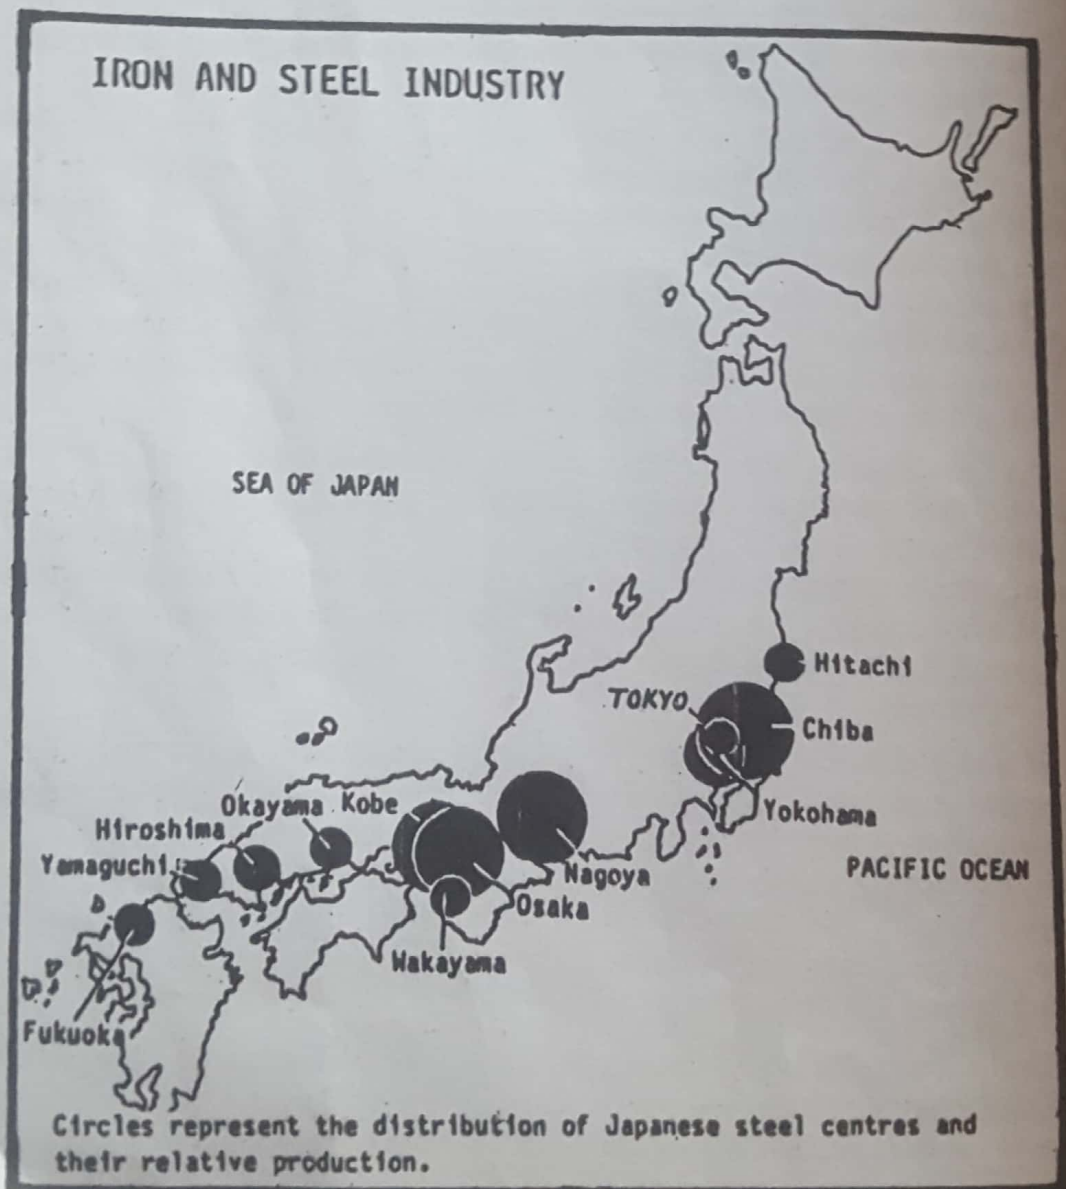 IRON AND STEEL INDUSTRY
SEA OF JAPAN
Hitachi
TOKYO
Chiba
Okayama
Kobe
Yokohama
Hiroshima
Yamaguchi
Nagoya
PACIFIC OCEAN
Osaka
Wakayama
Fukuoka
Circles represent the distribution of Japanese steel centres and
their relative production.